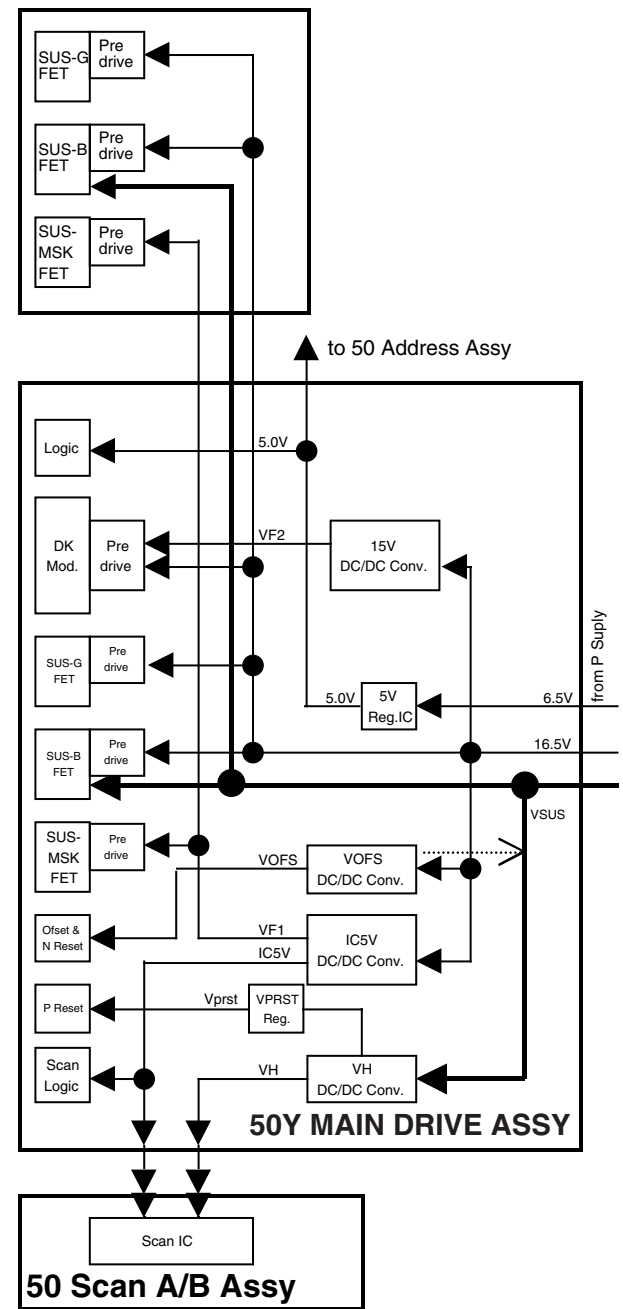 SUS-G
FET
Pre
drive
SUS-B
FET
Pre
drive
SUS-
MSK
FET
Pre
drive
to 50 Address Assy
Logic
5.0V
DK
Mod.
Pre
drive
VF2
15V
DC/DC Conv.
from P Suply
SUS-G
FET
Pre
drive
5.0V
5V
Reg.IC
6.5V
SUS-B
FET
Pre
drive
16.5V
VSUS
SUS-
MSK
FET
Pre
drive
VOFS
VOFS
DC/DC Conv.
Ofset &
N Reset
VF1
IC5V
IC5V
DC/DC Conv.
P Reset
Vprst
VPRST
Reg.
Scan
Logic
VH
VH
DC/DC Conv.
50Y MAIN DRIVE ASSY
Scan IC
50 Scan A/B Assy